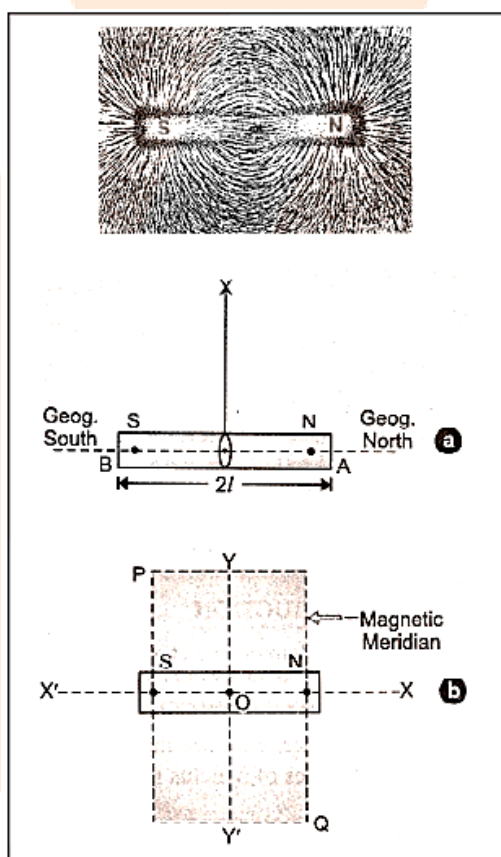 S N
X
Geog. South S N Geog. North a
B A
2l
P Y
Magnetic Meridian
S N
X' O X b
Y' Q